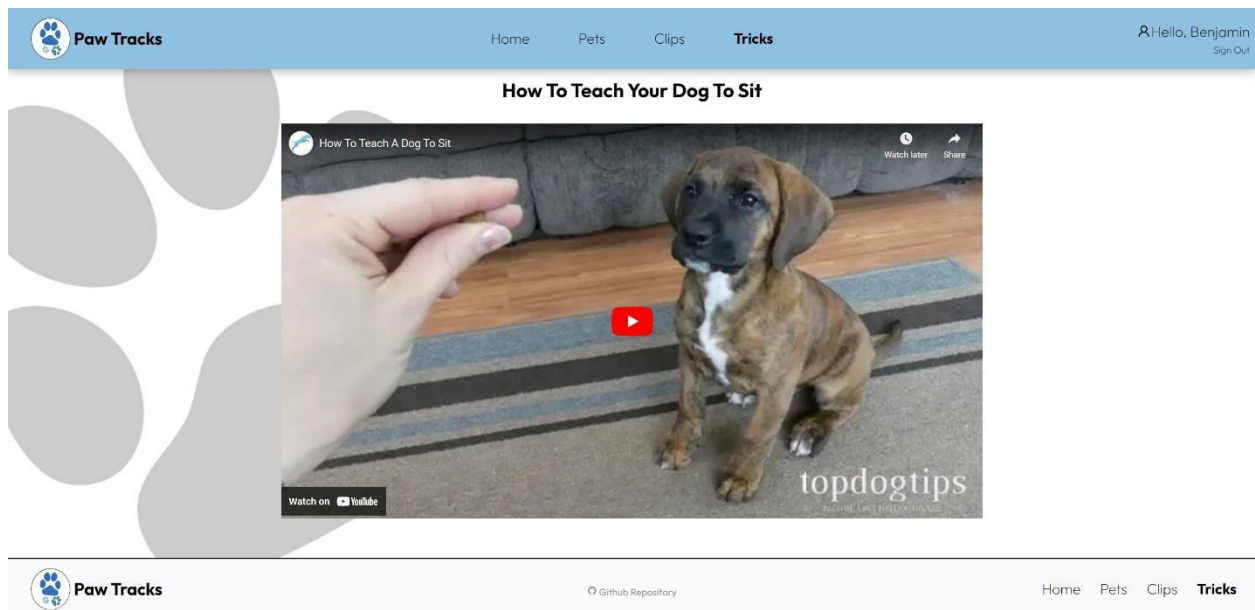 Paw Tracks
Home Pets Clips Tricks
Hello, Benjamin
Sign Out
How To Teach Your Dog To Sit
How To Teach A Dog To Sit
Watch later Share
topdogtips
Watch on YouTube
Paw Tracks
Github Repository
Home Pets Clips Tricks